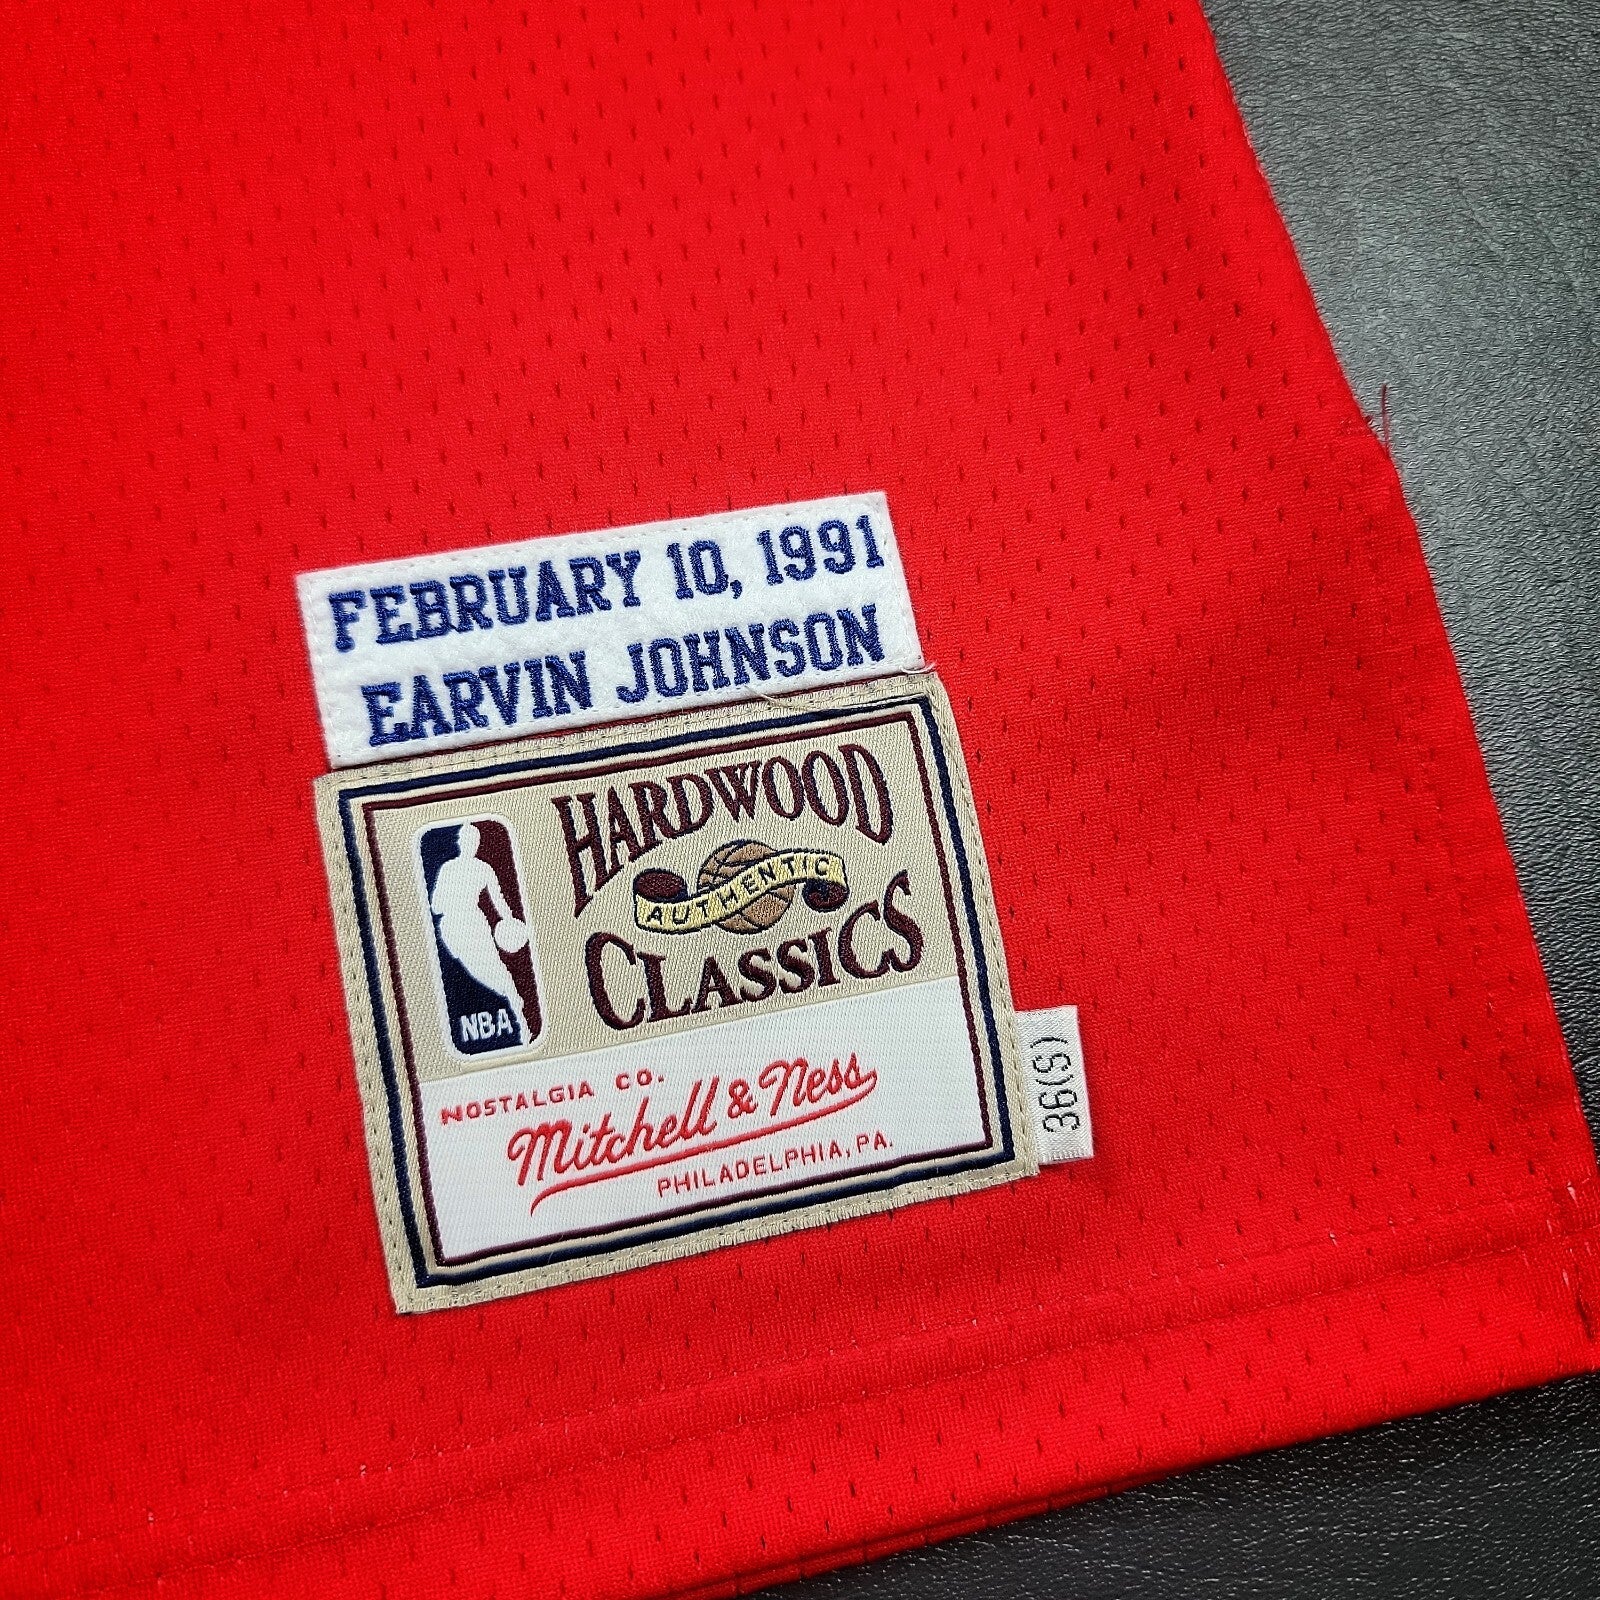 FEBRUARY 10, 1991
EARVIN JOHNSON
HARDWOOD
AUTHENTIC
CLASSICS
NBA
NOSTALGIA CO.
Mitchell & Ness
PHILADELPHIA, PA.
36(S)